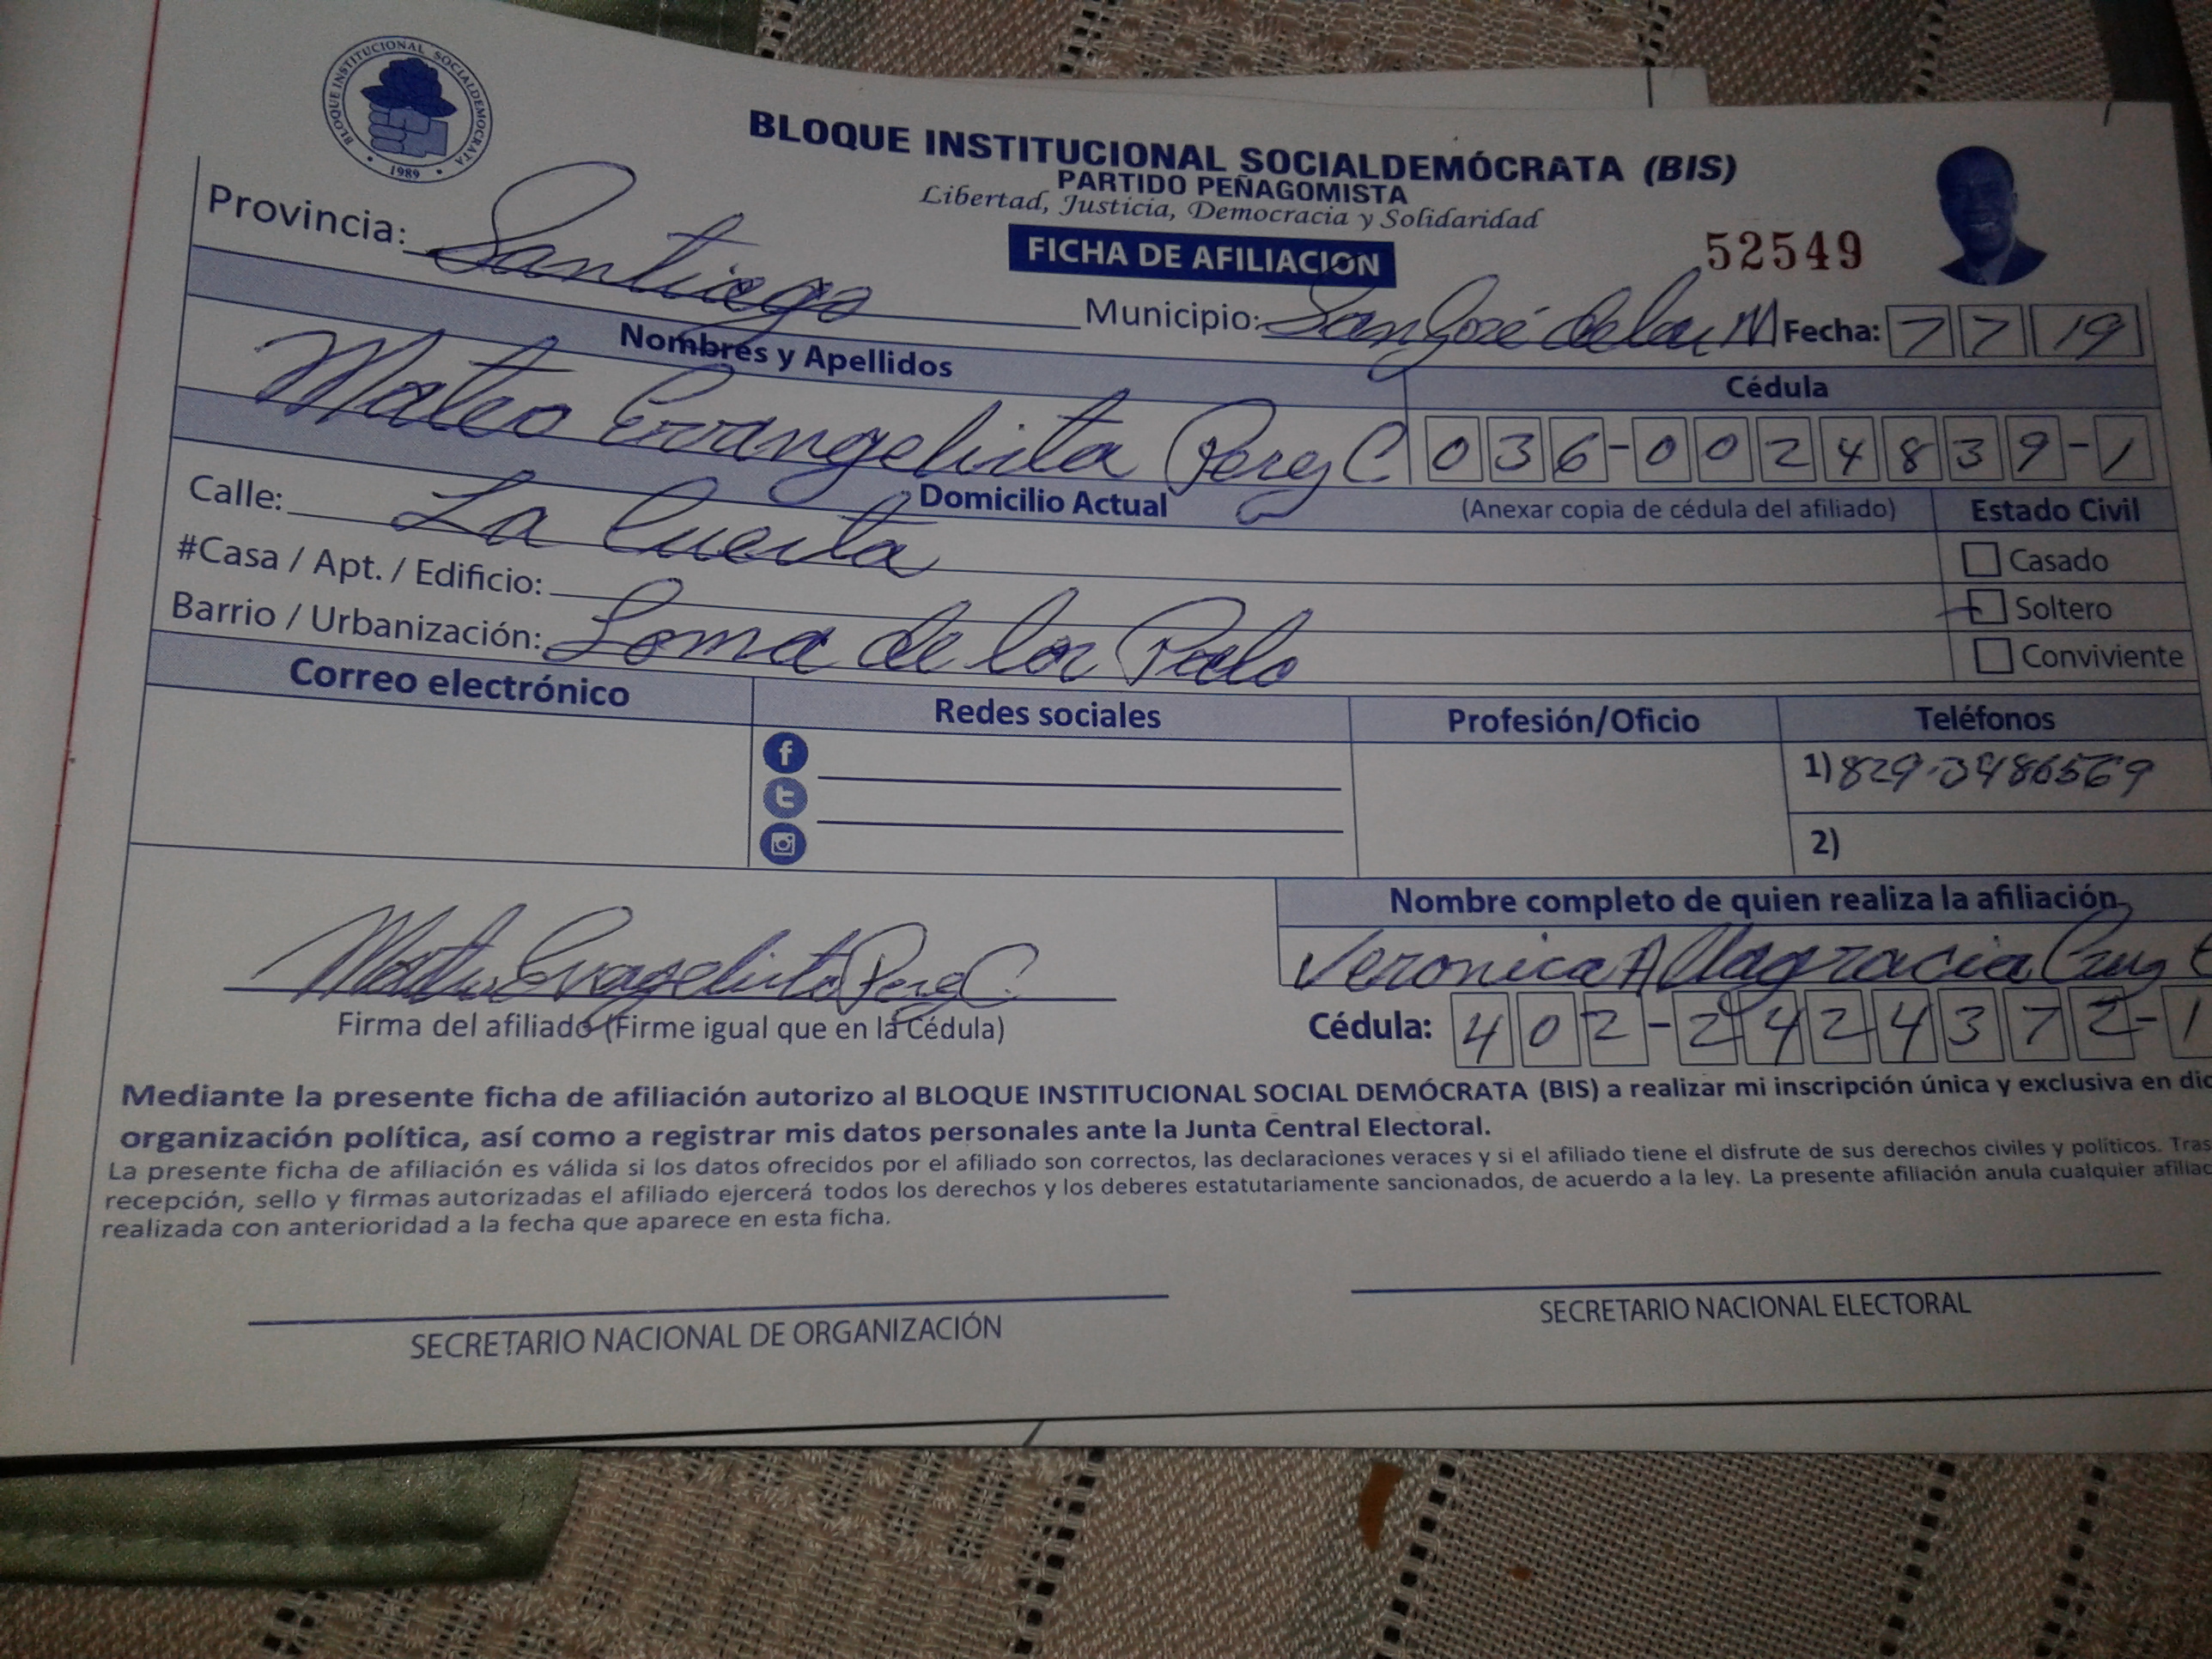 BLOQUE INSTITUCIONAL SOCIALDEMOCRATA
1989
BLOQUE INSTITUCIONAL SOCIALDEMÓCRATA (BIS)
PARTIDO PEÑAGOMISTA
Libertad, Justicia, Democracia y Solidaridad
FICHA DE AFILIACION
52549
Provincia: Santiago Municipio: San José de las M Fecha: 7 7 19
Nombres y Apellidos Cédula
Mateo Evangelista Perez C 036-0024839-1
Domicilio Actual (Anexar copia de cédula del afiliado) Estado Civil
Calle: La Cuesta
Casado
#Casa / Apt. / Edificio:
Soltero
Barrio / Urbanización: Loma de los
Conviviente
Correo electrónico Redes sociales Profesión/Oficio Teléfonos
1) 829-3486569
2)
Nombre completo de quien realiza la afiliación
Veronica Altagracia Cruz
Mateo Evangelista Perez C
Firma del afiliado (Firme igual que en la Cédula)
Cédula: 402-2424372-1
Mediante la presente ficha de afiliación autorizo al BLOQUE INSTITUCIONAL SOCIAL DEMÓCRATA (BIS) a realizar mi inscripción única y exclusiva en dic
organización política, así como a registrar mis datos personales ante la Junta Central Electoral.
La presente ficha de afiliación es válida si los datos ofrecidos por el afiliado son correctos, las declaraciones veraces y si el afiliado tiene el disfrute de sus derechos civiles y políticos. Tras
recepción, sello y firmas autorizadas el afiliado ejercerá todos los derechos y los deberes estatutariamente sancionados, de acuerdo a la ley. La presente afiliación anula cualquier afiliac
realizada con anterioridad a la fecha que aparece en esta ficha.
SECRETARIO NACIONAL DE ORGANIZACIÓN
SECRETARIO NACIONAL ELECTORAL